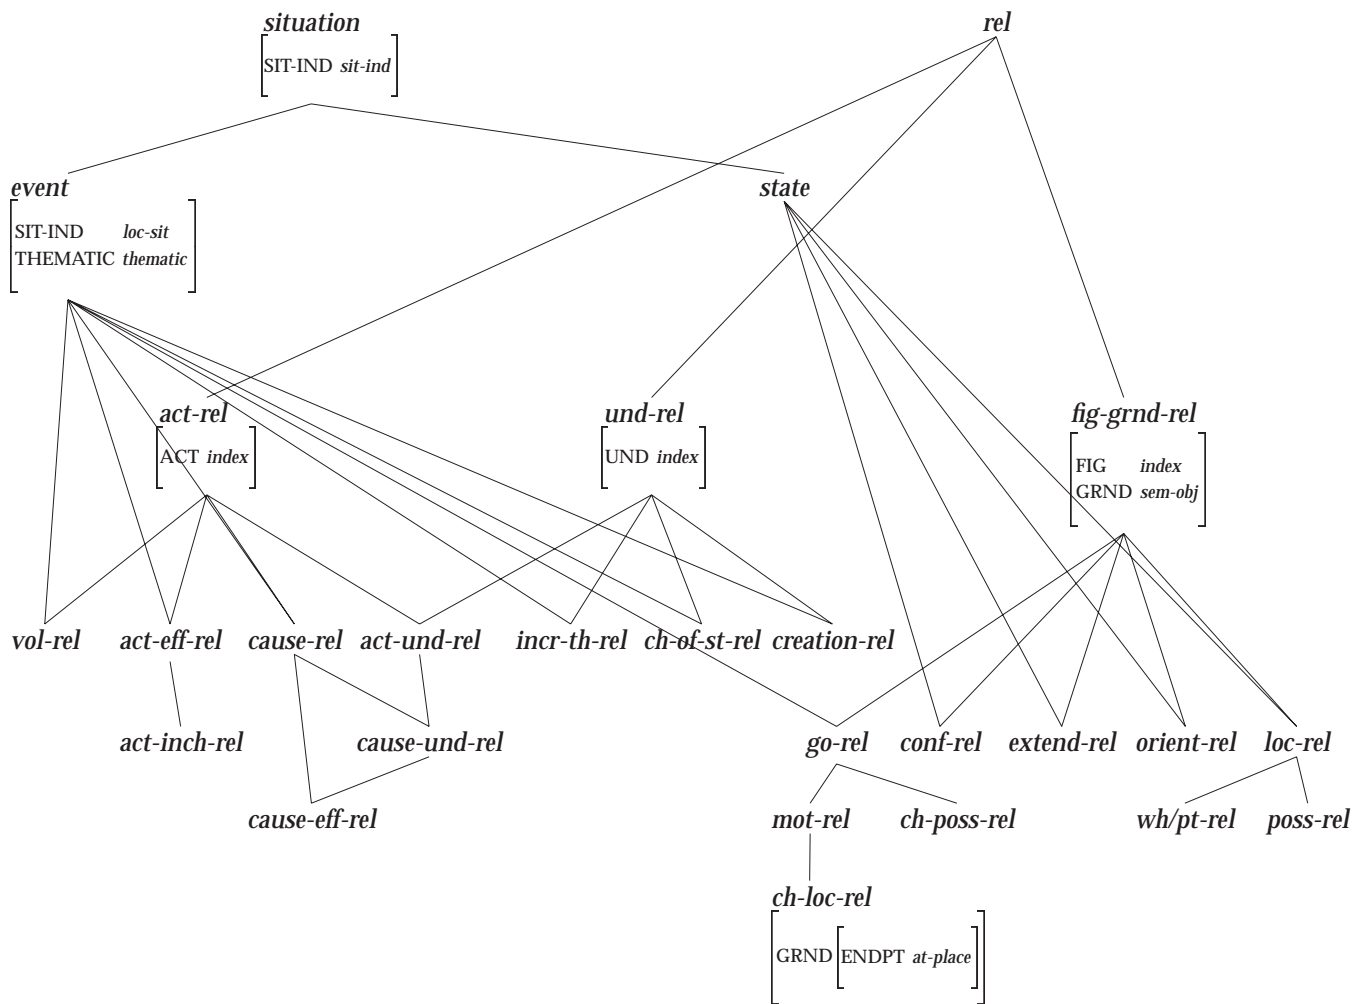 situation
rel
SIT-IND sit-ind
event
state
SIT-IND loc-sit
THEMATIC thematic
act-rel
und-rel
fig-grnd-rel
ACT index
UND index
FIG index
GRND sem-obj
vol-rel act-eff-rel cause-rel act-und-rel incr-th-rel ch-of-st-rel creation-rel
act-inch-rel cause-und-rel go-rel conf-rel extend-rel orient-rel loc-rel
cause-eff-rel mot-rel ch-poss-rel wh/pt-rel poss-rel
ch-loc-rel
GRND ENDPT at-place